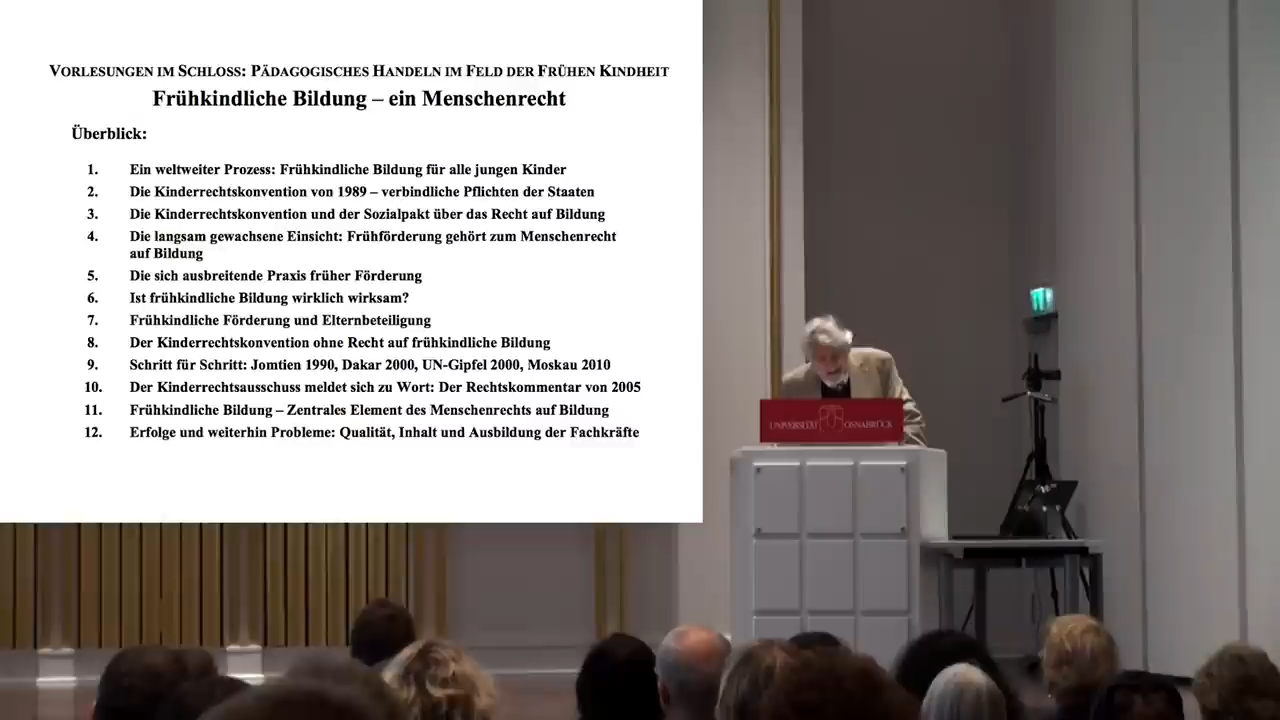 VORLESUNGEN IM SCHLOSS: PÄDAGOGISCHES HANDELN IM FELD DER FRÜHEN KINDHEIT
Frühkindliche Bildung – ein Menschenrecht
Überblick:
1. Ein weltweiter Prozess: Frühkindliche Bildung für alle jungen Kinder
2. Die Kinderrechtskonvention von 1989 – verbindliche Pflichten der Staaten
3. Die Kinderrechtskonvention und der Sozialpakt über das Recht auf Bildung
4. Die langsam gewachsene Einsicht: Frühförderung gehört zum Menschenrecht
auf Bildung
5. Die sich ausbreitende Praxis früher Förderung
6. Ist frühkindliche Bildung wirklich wirksam?
7. Frühkindliche Förderung und Elternbeteiligung
8. Der Kinderrechtskonvention ohne Recht auf frühkindliche Bildung
9. Schritt für Schritt: Jomtien 1990, Dakar 2000, UN-Gipfel 2000, Moskau 2010
10. Der Kinderrechtsausschuss meldet sich zu Wort: Der Rechtskommentar von 2005
11. Frühkindliche Bildung – Zentrales Element des Menschenrechts auf Bildung
12. Erfolge und weiterhin Probleme: Qualität, Inhalt und Ausbildung der Fachkräfte
UNIVERSITÄT OSNABRÜCK